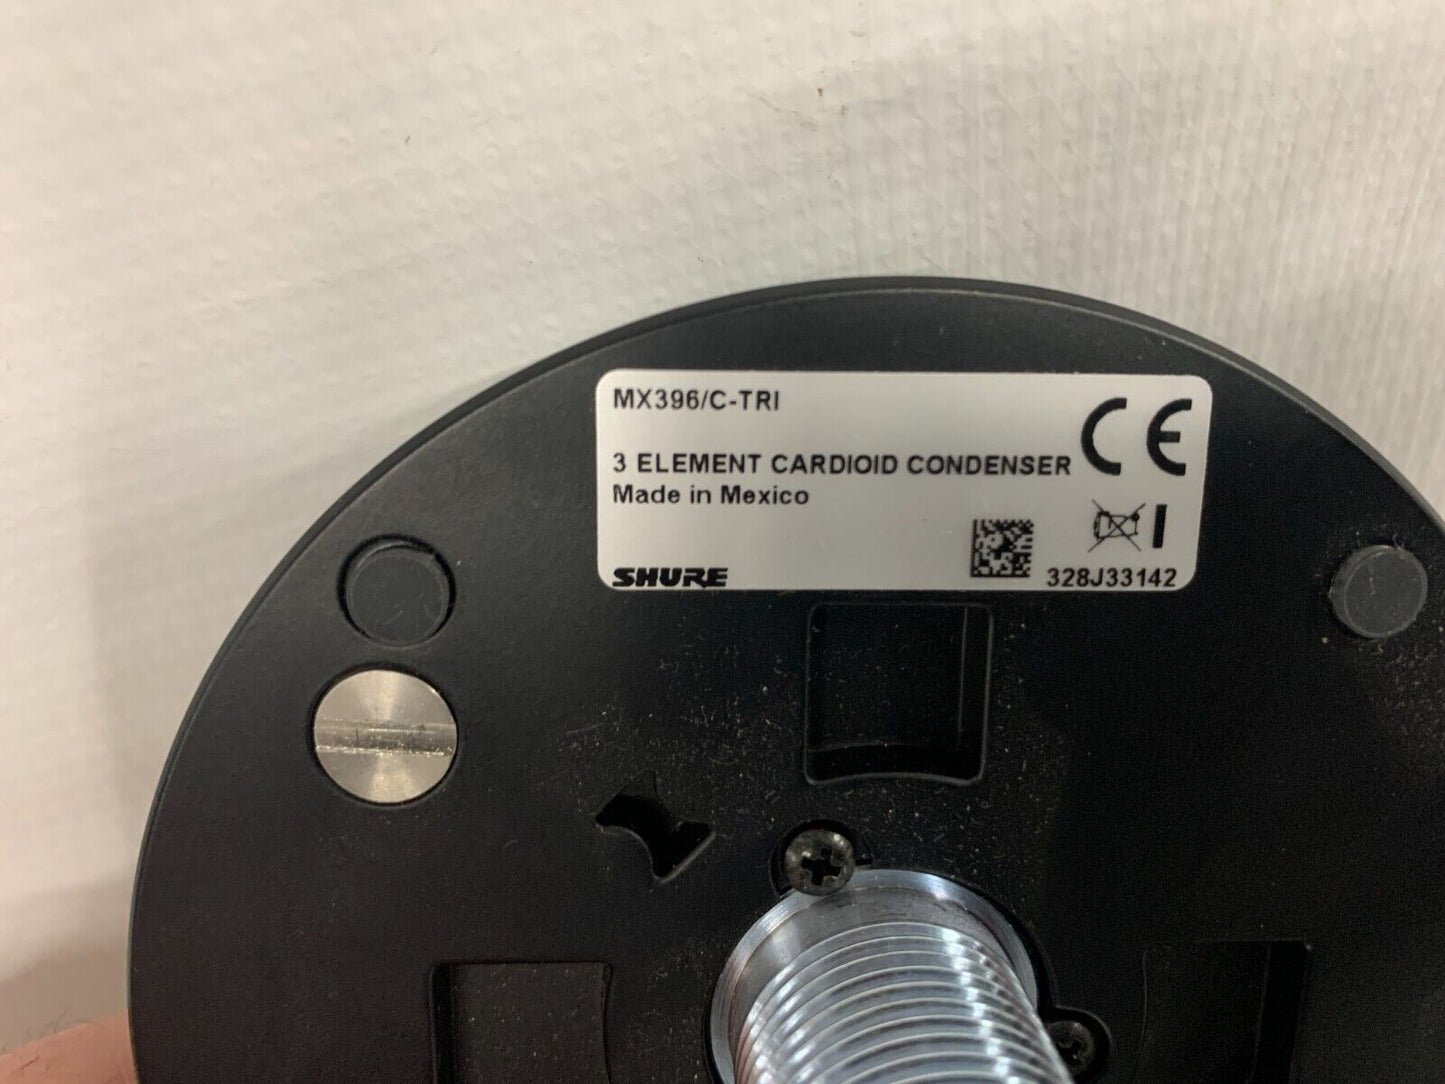 MX396/C-TRI
3 ELEMENT CARDIOID CONDENSER
Made in Mexico
CE
SHURE
328J33142